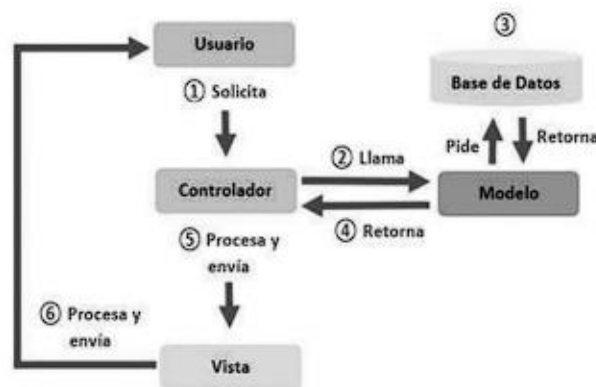 Usuario
① Solicita
Controlador
② Llama
③
Base de Datos
Pide
Retorna
Modelo
④ Retorna
⑤ Procesa y
envía
Vista
⑥ Procesa y
envía